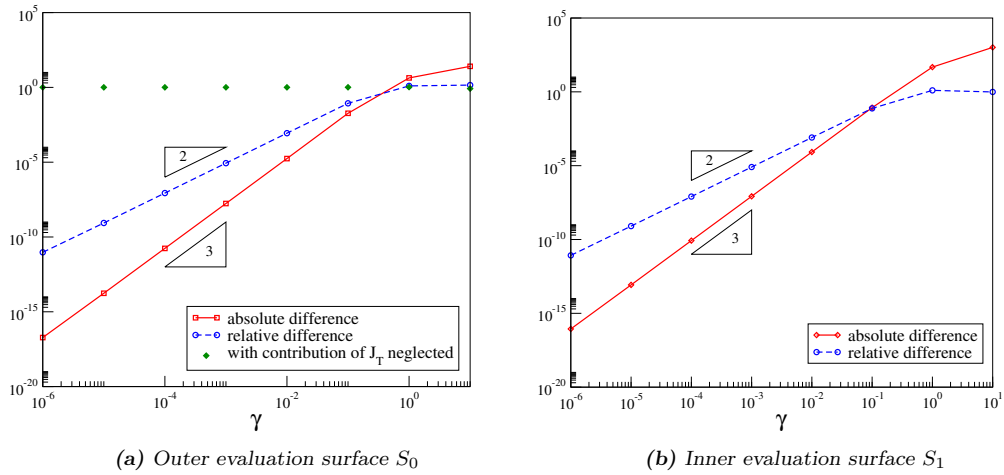 10^5
10^0
10^-5
10^-10
10^-15
10^-20
2
3
absolute difference
relative difference
with contribution of J_T neglected
10^-6 10^-4 10^-2 10^0
γ
(a) Outer evaluation surface S_0
10^5
10^0
10^-5
10^-10
10^-15
10^-20
2
3
absolute difference
relative difference
10^-6 10^-5 10^-4 10^-3 10^-2 10^-1 10^0 10^1
γ
(b) Inner evaluation surface S_1